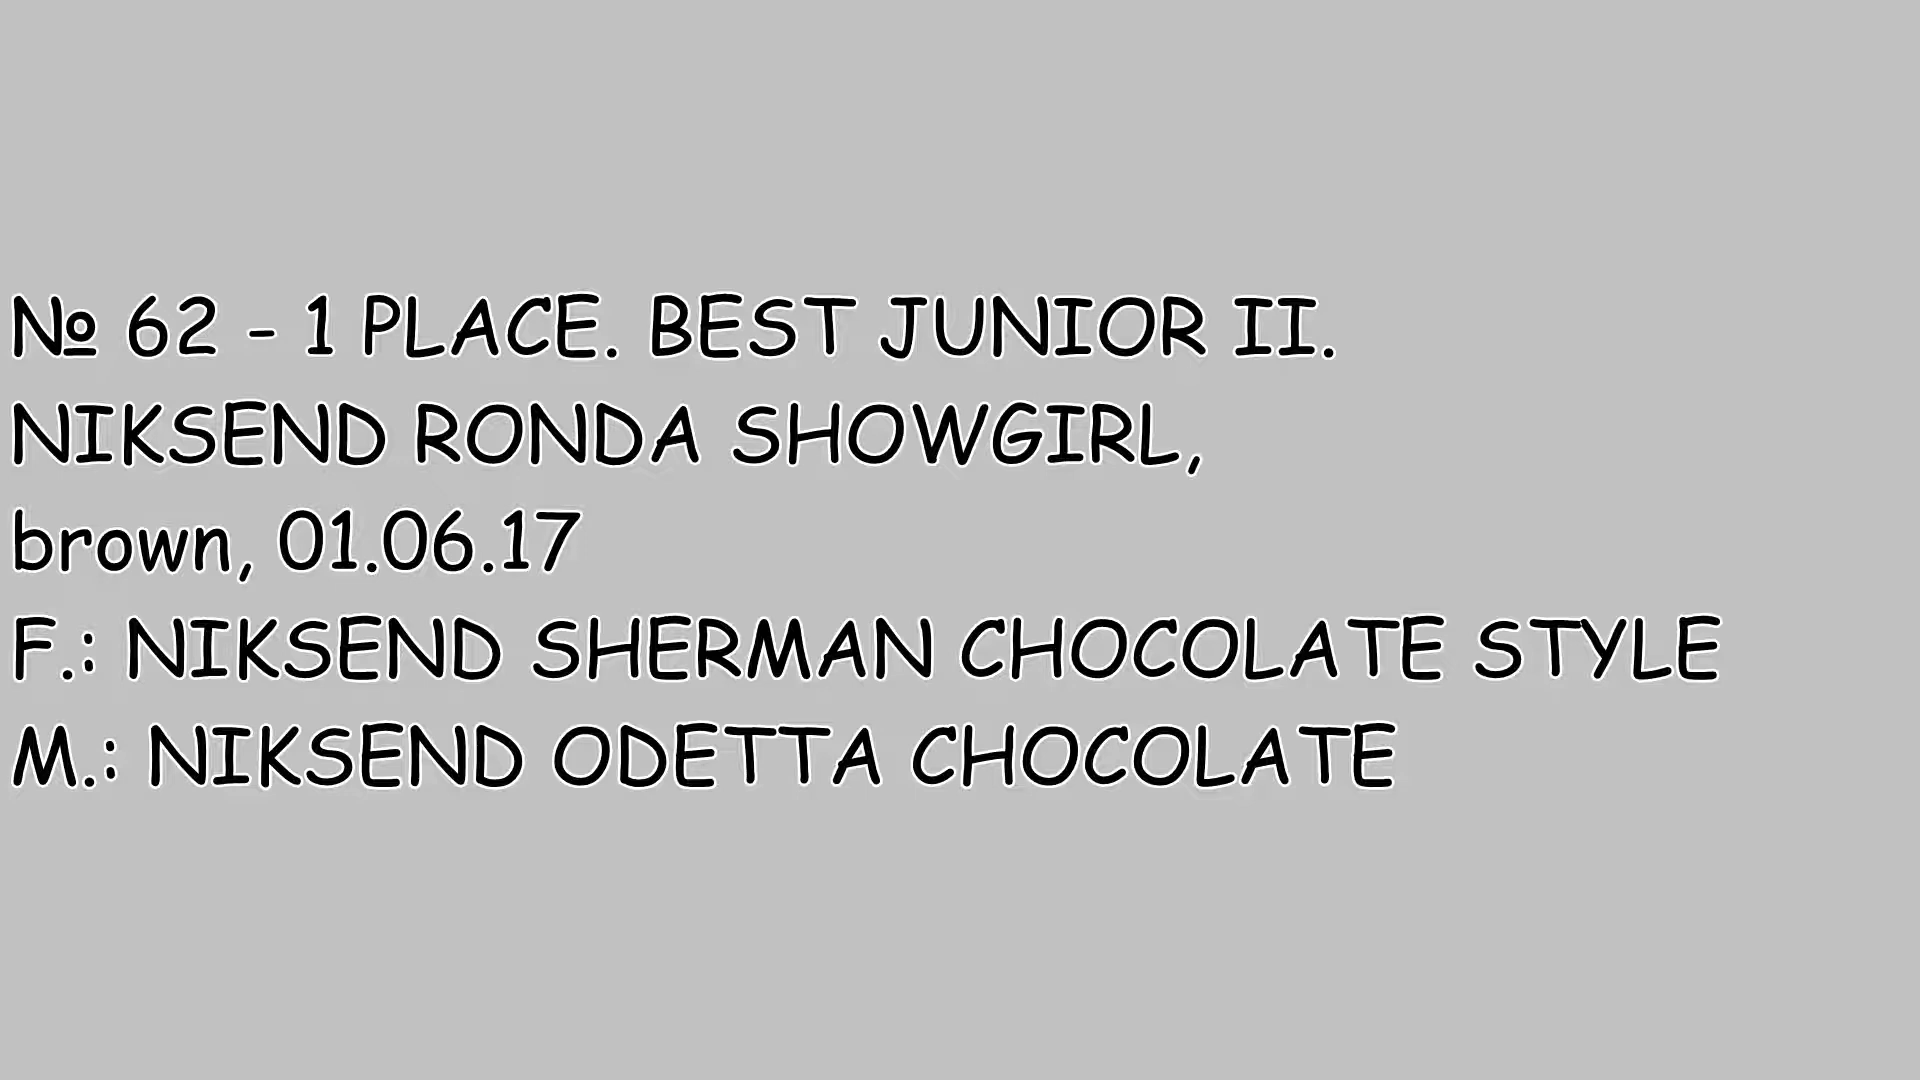 № 62 - 1 PLACE. BEST JUNIOR II.
NIKSEND RONDA SHOWGIRL,
brown, 01.06.17
F.: NIKSEND SHERMAN CHOCOLATE STYLE
M.: NIKSEND ODETTA CHOCOLATE